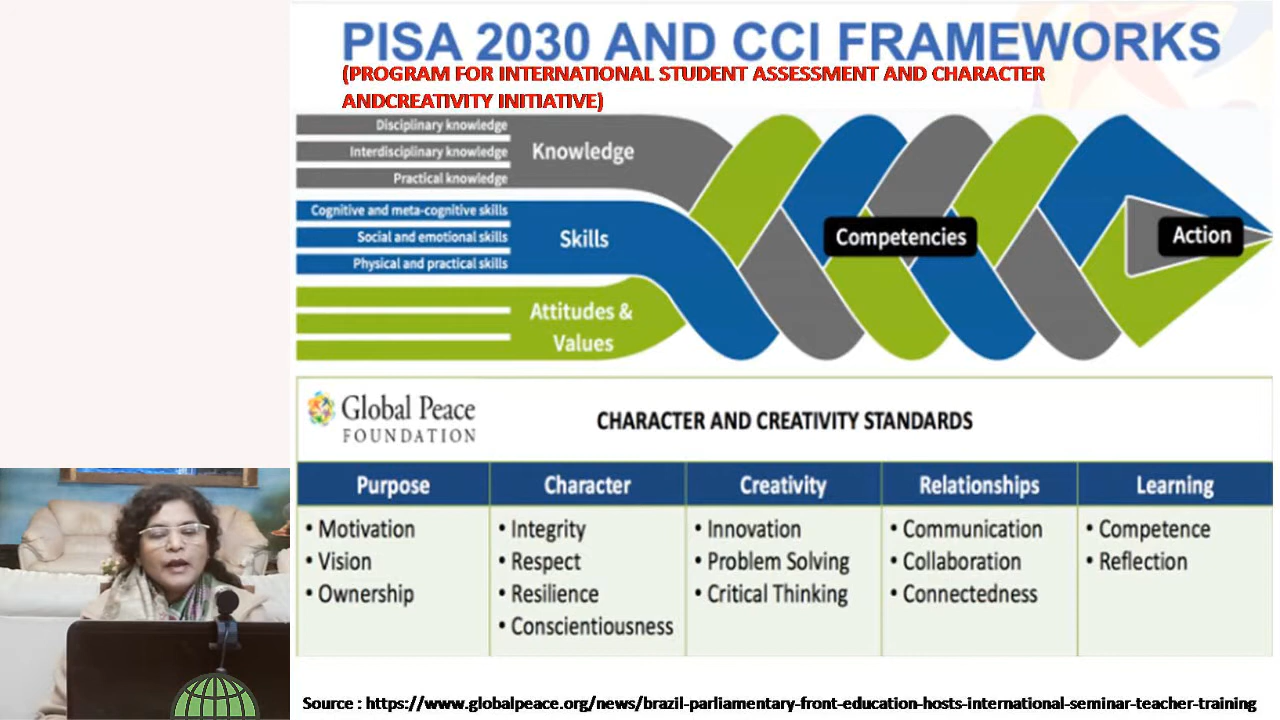 PISA 2030 AND CCI FRAMEWORKS
(PROGRAM FOR INTERNATIONAL STUDENT ASSESSMENT AND CHARACTER
ANDCREATIVITY INITIATIVE)
Disciplinary knowledge
Interdisciplinary knowledge
Practical knowledge
Knowledge
Cognitive and meta-cognitive skills
Social and emotional skills
Physical and practical skills
Skills
Attitudes &
Values
Competencies
Action
Global Peace
FOUNDATION
CHARACTER AND CREATIVITY STANDARDS
Purpose
• Motivation
• Vision
• Ownership
Character
• Integrity
• Respect
• Resilience
• Conscientiousness
Creativity
• Innovation
• Problem Solving
• Critical Thinking
Relationships
• Communication
• Collaboration
• Connectedness
Learning
• Competence
• Reflection
Source : https://www.globalpeace.org/news/brazil-parliamentary-front-education-hosts-international-seminar-teacher-training